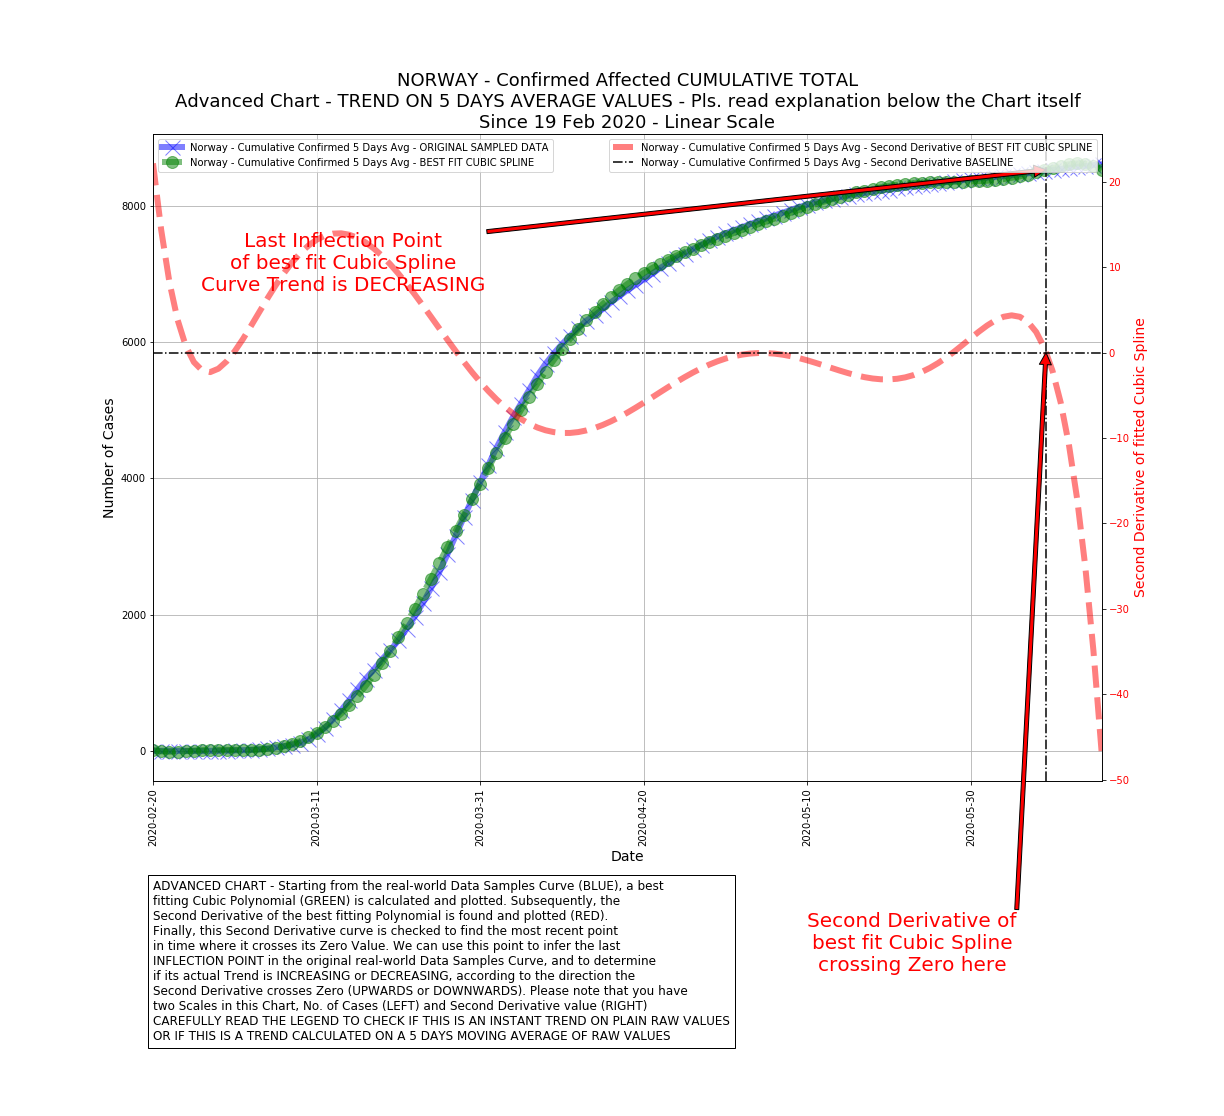 NORWAY - Confirmed Affected CUMULATIVE TOTAL
Advanced Chart - TREND ON 5 DAYS AVERAGE VALUES - Pls. read explanation below the Chart itself
Since 19 Feb 2020 - Linear Scale
Norway - Cumulative Confirmed 5 Days Avg - ORIGINAL SAMPLED DATA
Norway - Cumulative Confirmed 5 Days Avg - BEST FIT CUBIC SPLINE
Norway - Cumulative Confirmed 5 Days Avg - Second Derivative of BEST FIT CUBIC SPLINE
Norway - Cumulative Confirmed 5 Days Avg - Second Derivative BASELINE
Last Inflection Point
of best fit Cubic Spline
Curve Trend is DECREASING
Number of Cases
8000
6000
4000
2000
0
20
10
0
−10
−20
−30
−40
−50
Second Derivative of fitted Cubic Spline
2020-02-20
2020-03-11
2020-03-31
2020-04-20
2020-05-10
2020-05-30
Date
Second Derivative of
best fit Cubic Spline
crossing Zero here
ADVANCED CHART - Starting from the real-world Data Samples Curve (BLUE), a best
fitting Cubic Polynomial (GREEN) is calculated and plotted. Subsequently, the
Second Derivative of the best fitting Polynomial is found and plotted (RED).
Finally, this Second Derivative curve is checked to find the most recent point
in time where it crosses its Zero Value. We can use this point to infer the last
INFLECTION POINT in the original real-world Data Samples Curve, and to determine
if its actual Trend is INCREASING or DECREASING, according to the direction the
Second Derivative crosses Zero (UPWARDS or DOWNWARDS). Please note that you have
two Scales in this Chart, No. of Cases (LEFT) and Second Derivative value (RIGHT)
CAREFULLY READ THE LEGEND TO CHECK IF THIS IS AN INSTANT TREND ON PLAIN RAW VALUES
OR IF THIS IS A TREND CALCULATED ON A 5 DAYS MOVING AVERAGE OF RAW VALUES